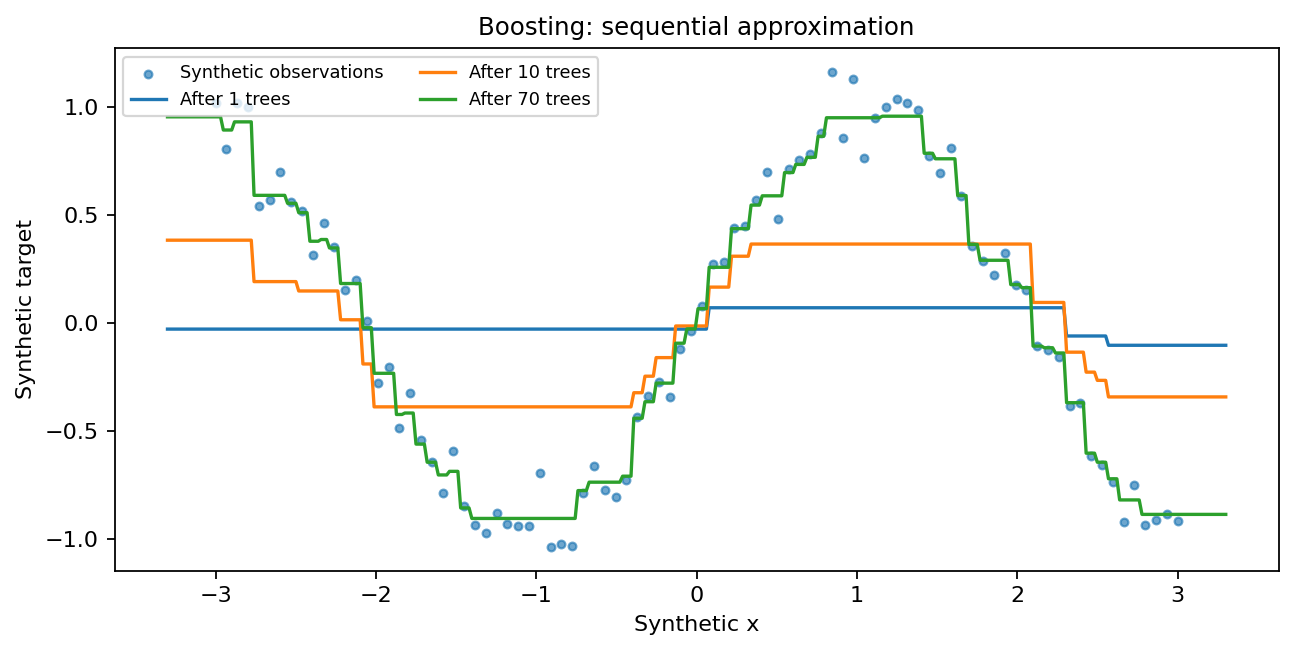 Boosting: sequential approximation
Synthetic observations
After 1 trees
After 10 trees
After 70 trees
Synthetic target
1.0
0.5
0.0
−0.5
−1.0
−3
−2
−1
0
1
2
3
Synthetic x